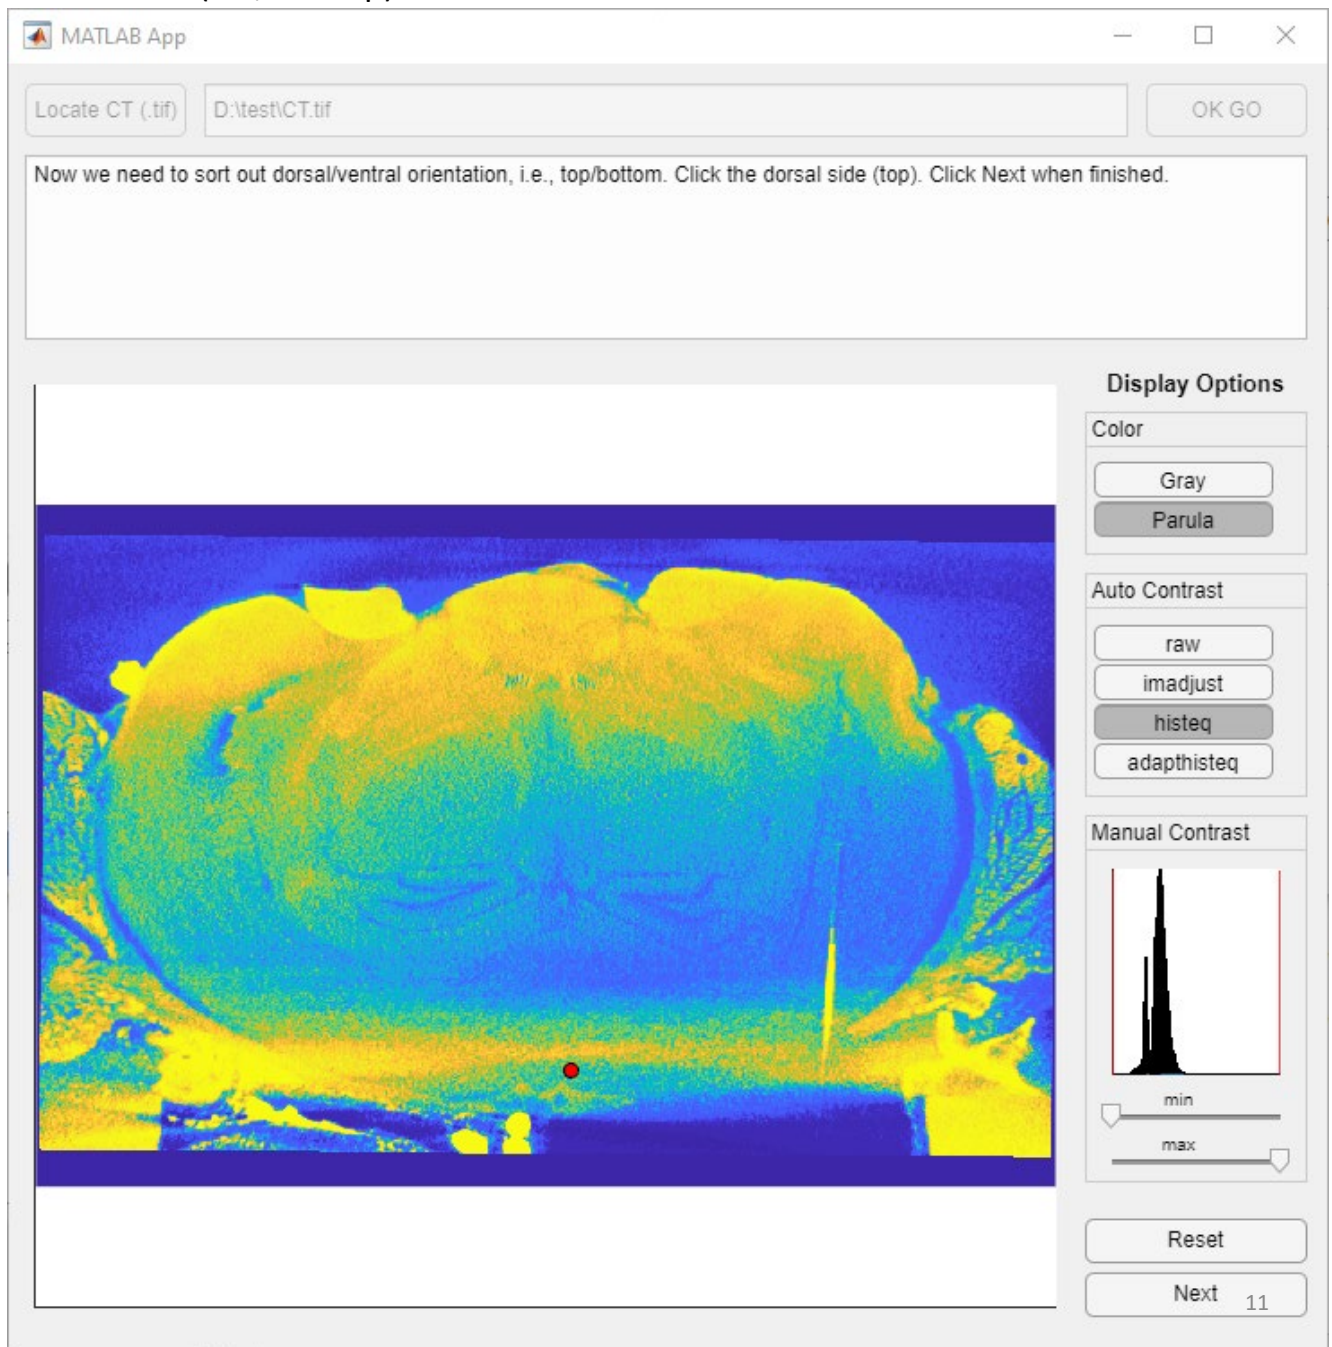 MATLAB App
Locate CT (.tif)
D:\test\CT.tif
OK GO
Now we need to sort out dorsal/ventral orientation, i.e., top/bottom. Click the dorsal side (top). Click Next when finished.
Display Options
Color
Gray
Parula
Auto Contrast
raw
imadjust
histeq
adapthisteq
Manual Contrast
min
max
Reset
Next
11